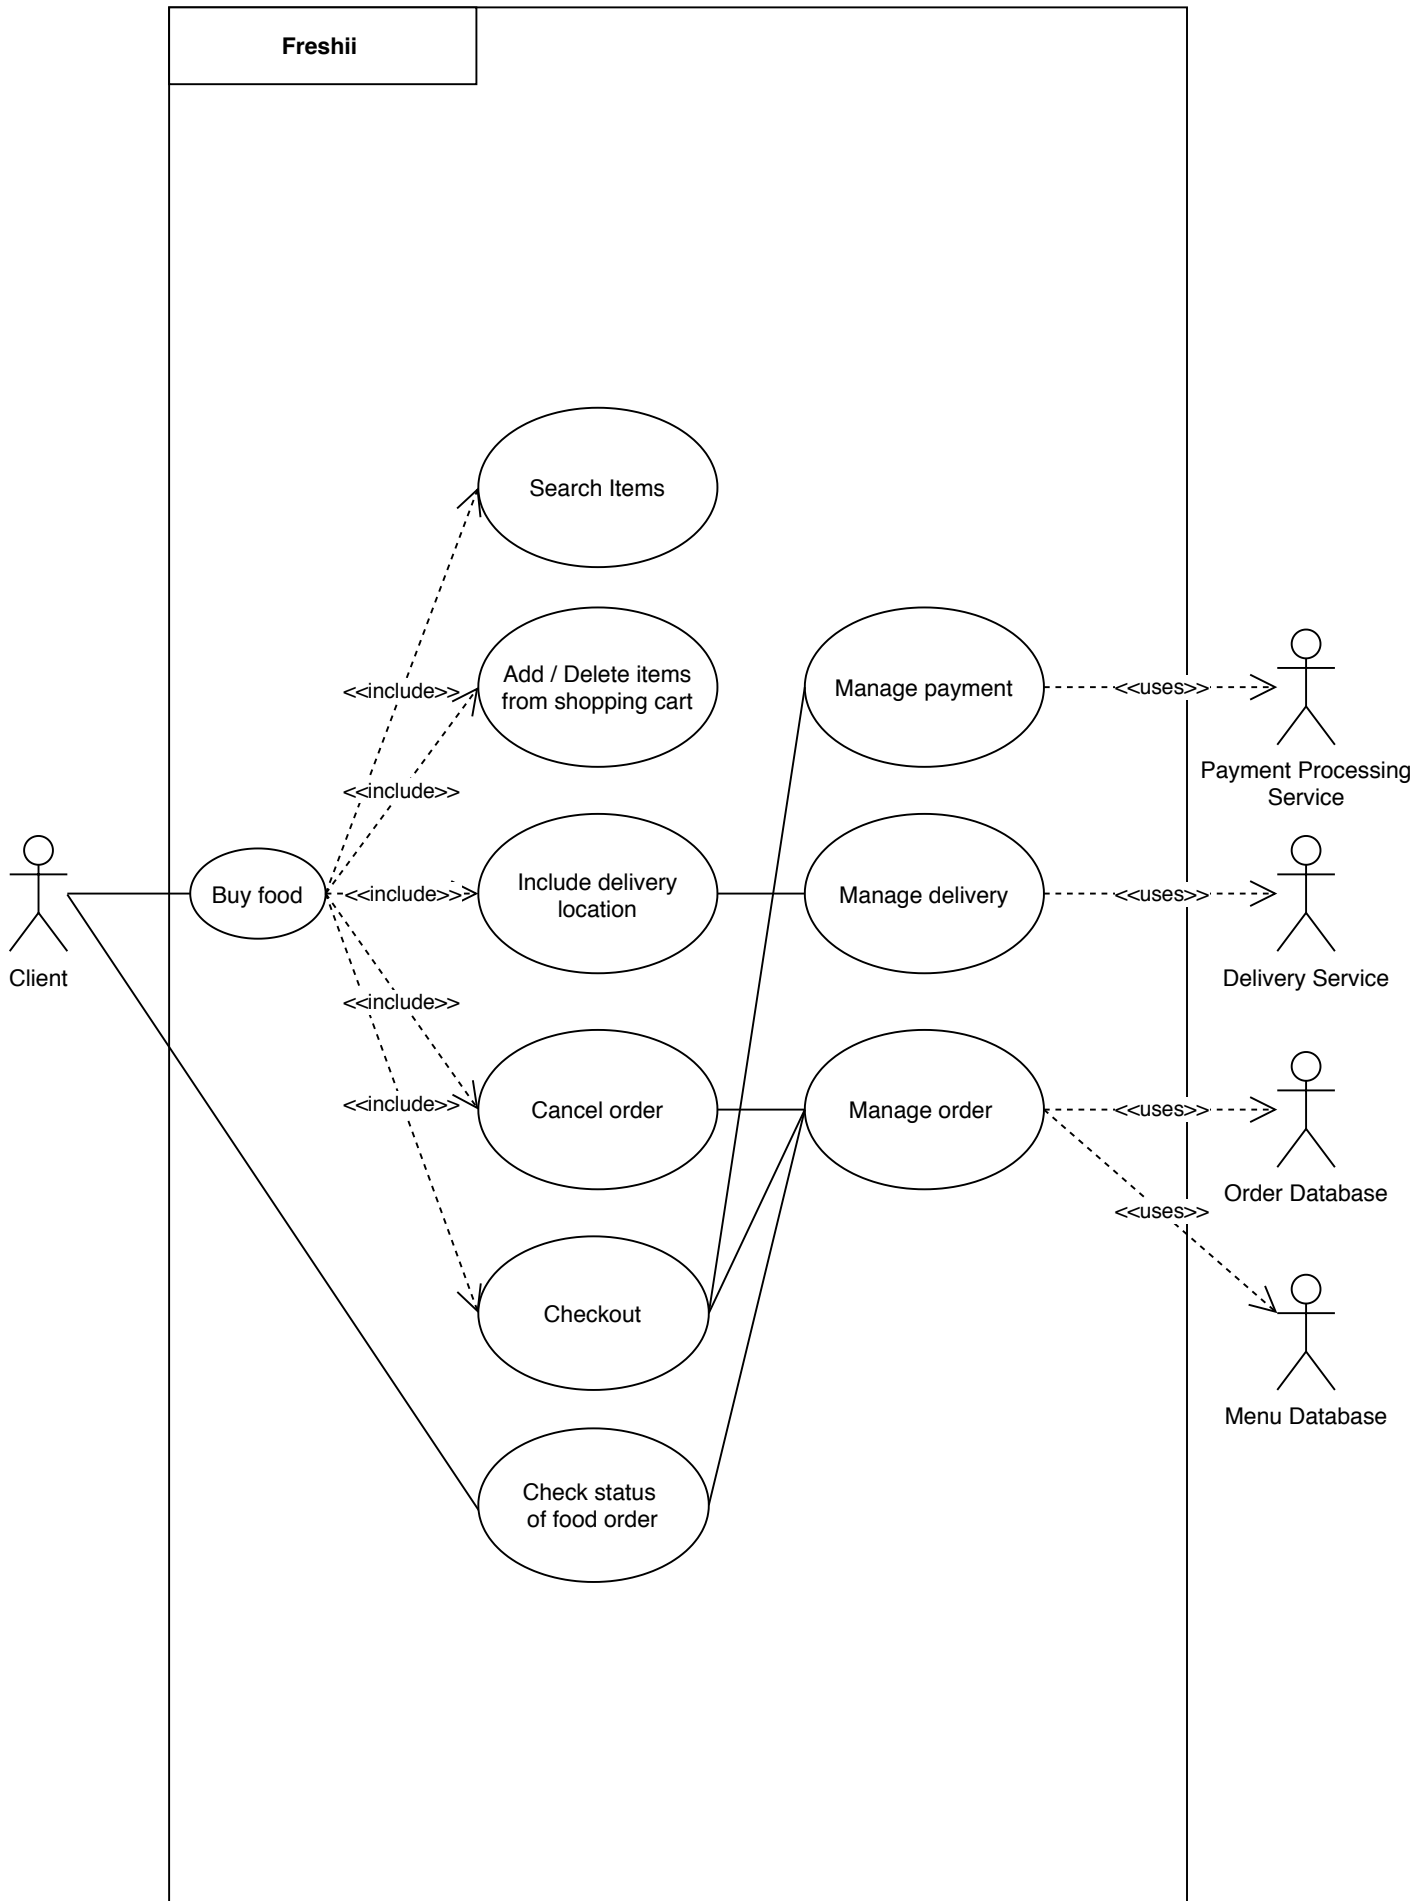 Freshii
Search Items
<<include>>
Add / Delete items
from shopping cart
Manage payment
<<uses>>
Payment Processing
Service
<<include>>
Client
Buy food
<<include>>
Include delivery
location
Manage delivery
<<uses>>
Delivery Service
<<include>>
<<include>>
Cancel order
Manage order
<<uses>>
Order Database
<<uses>>
Checkout
Menu Database
Check status
of food order